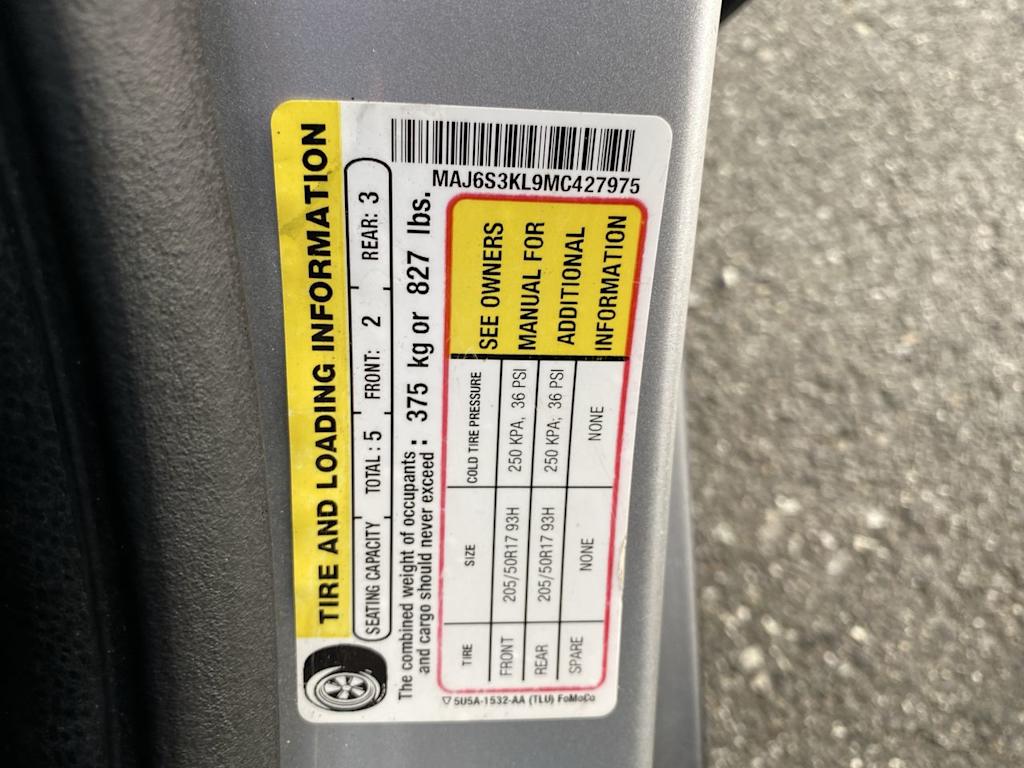 TIRE AND LOADING INFORMATION
SEATING CAPACITY TOTAL: 5 FRONT: 2 REAR: 3
The combined weight of occupants
and cargo should never exceed : 375 kg or 827 lbs.
MAJ6S3KL9MC427975
TIRE SIZE COLD TIRE PRESSURE
FRONT 205/50R17 93H 250 KPA, 36 PSI
REAR 205/50R17 93H 250 KPA; 36 PSI
SPARE NONE NONE
SEE OWNERS
MANUAL FOR
ADDITIONAL
INFORMATION
5U5A-1532-AA (TLU) FoMoCo